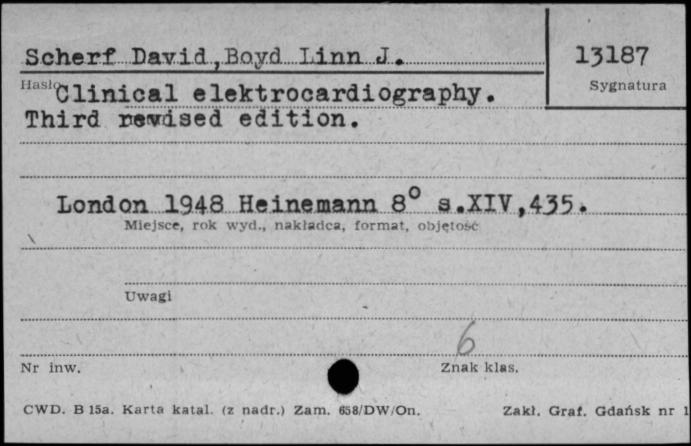 Scherf David,Boyd Linn J.
13187
Sygnatura
Hasło
Clinical elektrocardiography.
Third revised edition.
London 1948 Heinemann 8° s.XIV,435.
Miejsce, rok wyd., nakładca, format, objętość
Uwagi
6
Nr inw.
Znak klas.
CWD. B 15a. Karta katal. (z nadr.) Zam. 658/DW/On.
Zakł. Graf. Gdańsk nr 1